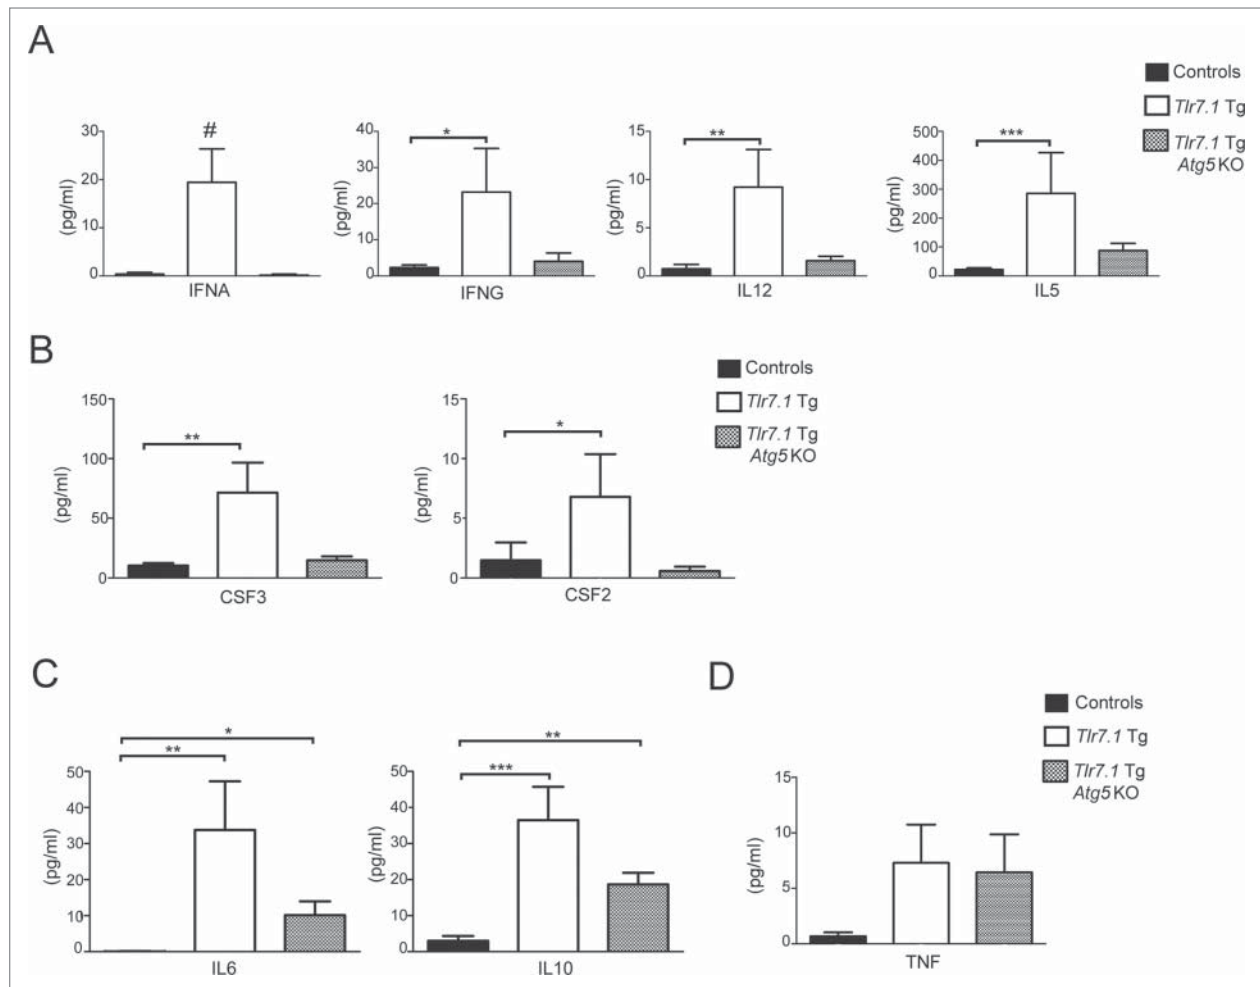 A
Controls
Tlr7.1 Tg
Tlr7.1 Tg
Atg5 KO
30
20
10
0
(pg/ml)
#
IFNA
40
30
20
10
0
(pg/ml)
*
IFNG
15
10
5
0
(pg/ml)
**
IL12
500
400
300
200
100
0
(pg/ml)
***
IL5
B
Controls
Tlr7.1 Tg
Tlr7.1 Tg
Atg5 KO
150
100
50
0
(pg/ml)
**
CSF3
15
10
5
0
(pg/ml)
*
CSF2
C
*
**
50
40
30
20
10
0
(pg/ml)
IL6
**
***
50
40
30
20
10
0
(pg/ml)
IL10
D
Controls
Tlr7.1 Tg
Tlr7.1 Tg
Atg5 KO
15
10
5
0
(pg/ml)
TNF